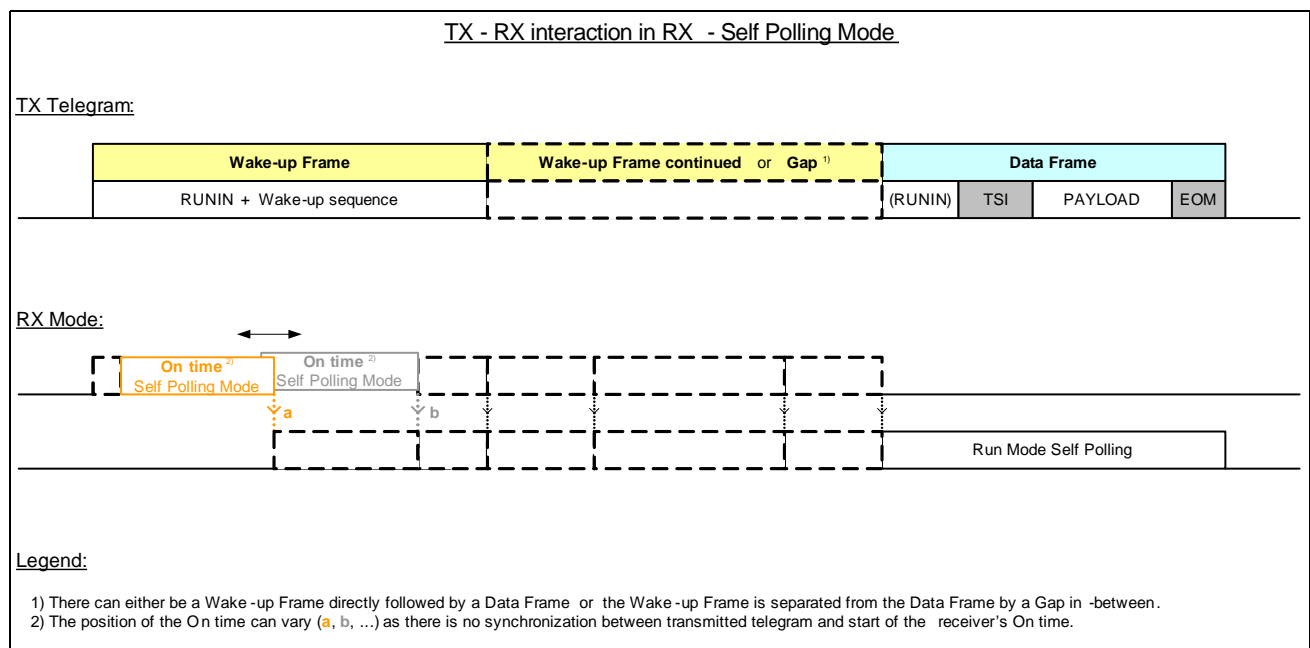 TX - RX interaction in RX - Self Polling Mode
TX Telegram:
Wake-up Frame
Wake-up Frame continued or Gap 1)
Data Frame
RUNIN + Wake-up sequence
(RUNIN)
TSI
PAYLOAD
EOM
RX Mode:
On time 2)
Self Polling Mode
On time 2)
Self Polling Mode
a
b
Run Mode Self Polling
Legend:
1) There can either be a Wake-up Frame directly followed by a Data Frame or the Wake-up Frame is separated from the Data Frame by a Gap in-between.
2) The position of the On time can vary (a, b, ...) as there is no synchronization between transmitted telegram and start of the receiver's On time.